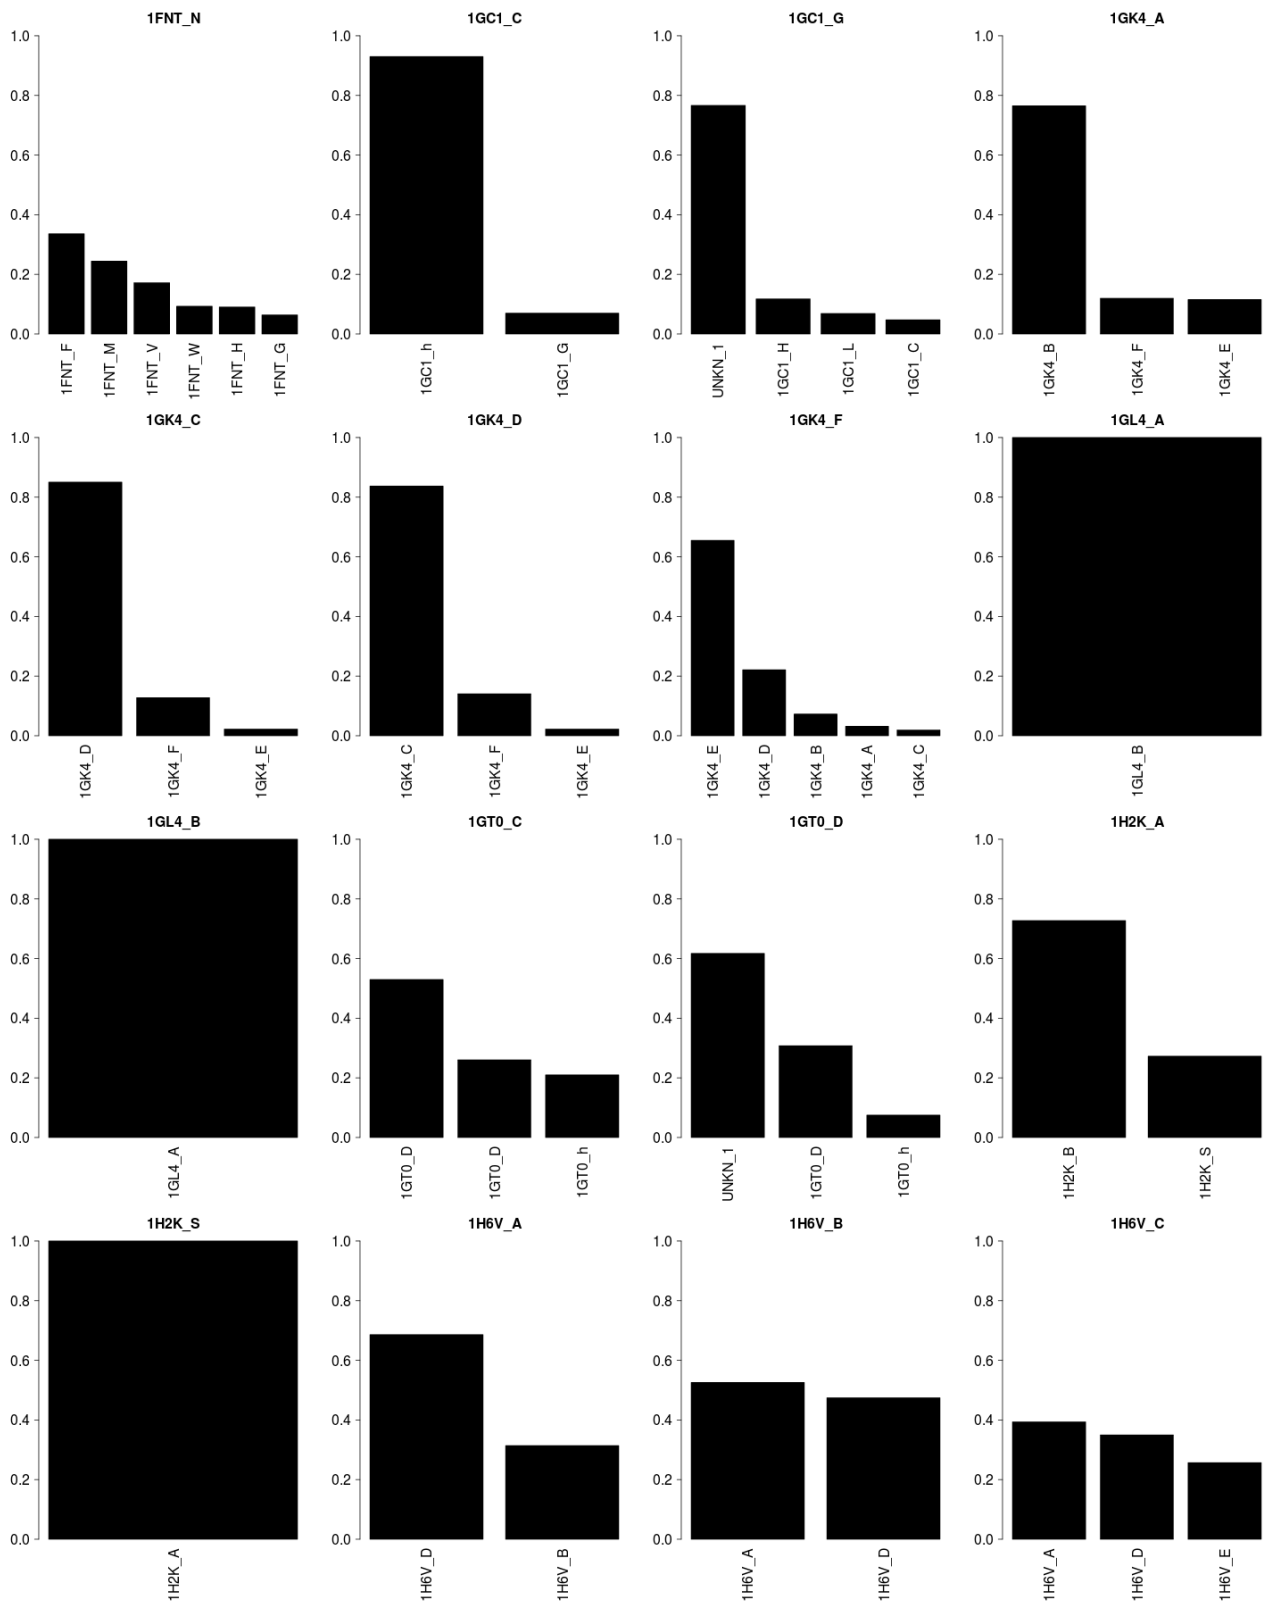 1FNT_N
1.0
0.8
0.6
0.4
0.2
0.0
1FNT_F
1FNT_M
1FNT_V
1FNT_W
1FNT_H
1FNT_G
1GC1_C
1.0
0.8
0.6
0.4
0.2
0.0
1GC1_h
1GC1_G
1GC1_G
1.0
0.8
0.6
0.4
0.2
0.0
UNKN_1
1GC1_H
1GC1_L
1GC1_C
1GK4_A
1.0
0.8
0.6
0.4
0.2
0.0
1GK4_B
1GK4_F
1GK4_E
1GK4_C
1.0
0.8
0.6
0.4
0.2
0.0
1GK4_D
1GK4_F
1GK4_E
1GK4_D
1.0
0.8
0.6
0.4
0.2
0.0
1GK4_C
1GK4_F
1GK4_E
1GK4_F
1.0
0.8
0.6
0.4
0.2
0.0
1GK4_E
1GK4_D
1GK4_B
1GK4_A
1GK4_C
1GL4_A
1.0
0.8
0.6
0.4
0.2
0.0
1GL4_B
1GL4_B
1.0
0.8
0.6
0.4
0.2
0.0
1GL4_A
1GT0_C
1.0
0.8
0.6
0.4
0.2
0.0
1GT0_D
1GT0_D
1GT0_h
1GT0_D
1.0
0.8
0.6
0.4
0.2
0.0
UNKN_1
1GT0_D
1GT0_h
1H2K_A
1.0
0.8
0.6
0.4
0.2
0.0
1H2K_B
1H2K_S
1H2K_S
1.0
0.8
0.6
0.4
0.2
0.0
1H2K_A
1H6V_A
1.0
0.8
0.6
0.4
0.2
0.0
1H6V_D
1H6V_B
1H6V_B
1.0
0.8
0.6
0.4
0.2
0.0
1H6V_A
1H6V_D
1H6V_C
1.0
0.8
0.6
0.4
0.2
0.0
1H6V_A
1H6V_D
1H6V_E